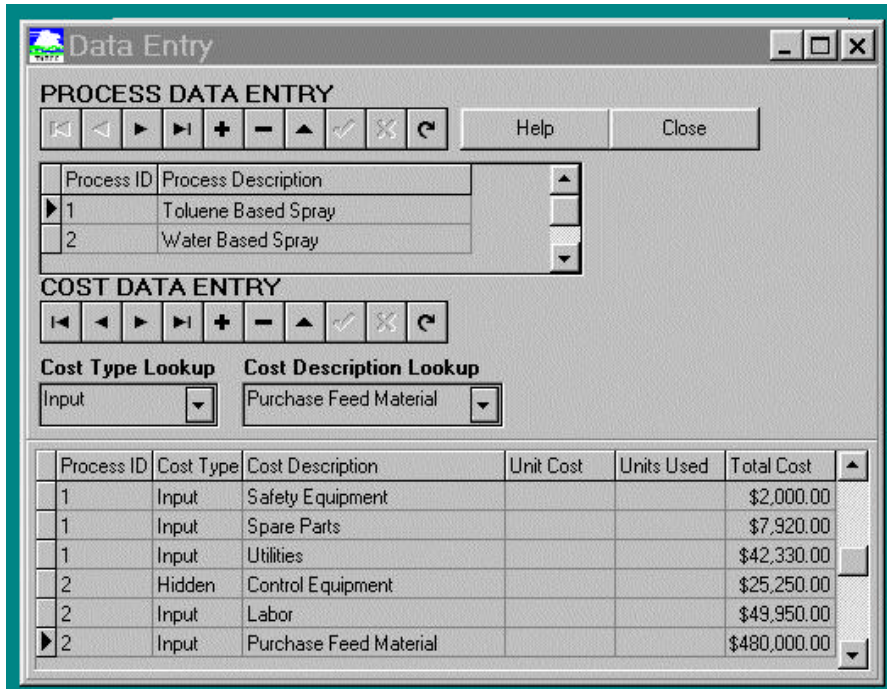 Data Entry
PROCESS DATA ENTRY
Help Close
Process ID Process Description
1 Toluene Based Spray
2 Water Based Spray
COST DATA ENTRY
Cost Type Lookup Cost Description Lookup
Input Purchase Feed Material
Process ID Cost Type Cost Description Unit Cost Units Used Total Cost
1 Input Safety Equipment $2,000.00
1 Input Spare Parts $7,920.00
1 Input Utilities $42,330.00
2 Hidden Control Equipment $25,250.00
2 Input Labor $49,950.00
2 Input Purchase Feed Material $480,000.00